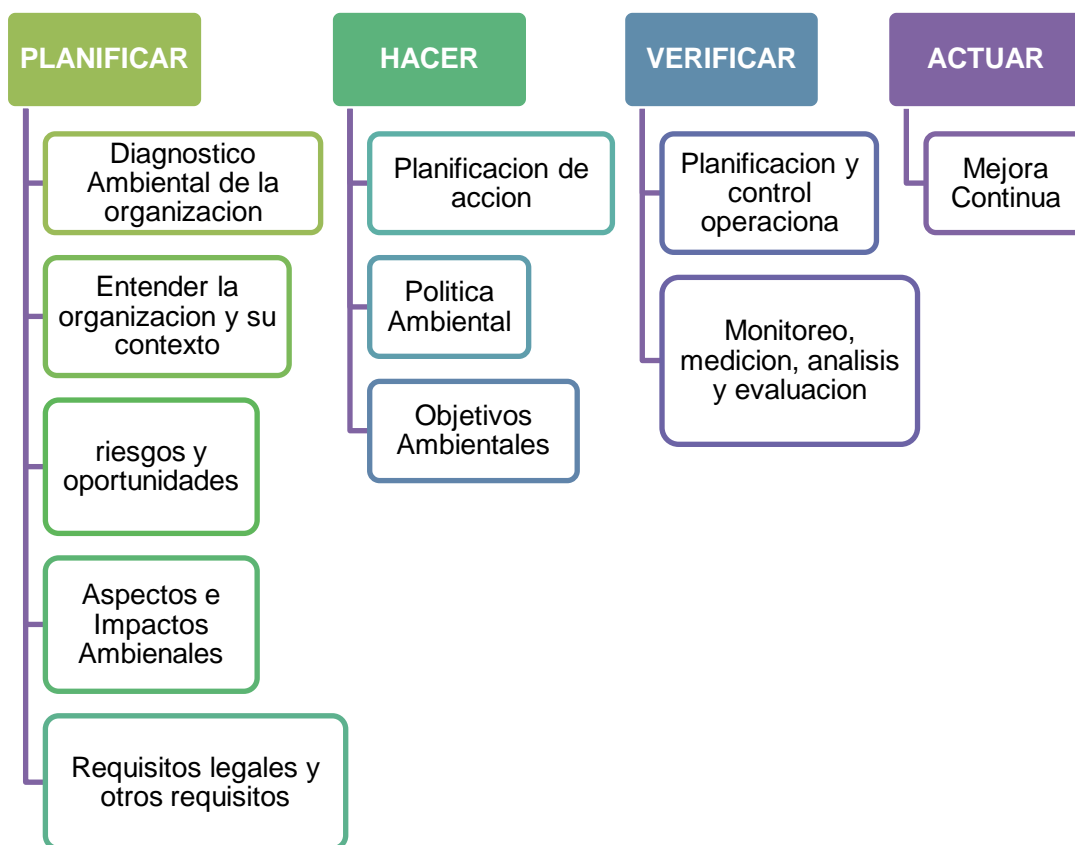 PLANIFICAR
Diagnostico
Ambiental de la
organizacion
Entender la
organizacion y su
contexto
riesgos y
oportunidades
Aspectos e
Impactos
Ambienales
Requisitos legales y
otros requisitos
HACER
Planificacion de
accion
Politica
Ambiental
Objetivos
Ambientales
VERIFICAR
Planificacion y
control
operaciona
Monitoreo,
medicion, analisis
y evaluacion
ACTUAR
Mejora
Continua